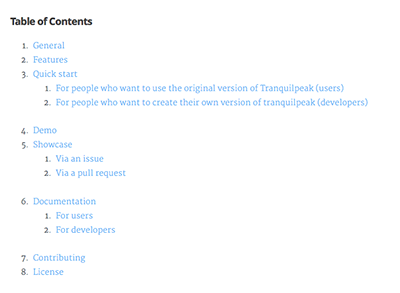 Table of Contents
1. General
2. Features
3. Quick start
1. For people who want to use the original version of Tranquilpeak (users)
2. For people who want to create their own version of tranquilpeak (developers)
4. Demo
5. Showcase
1. Via an issue
2. Via a pull request
6. Documentation
1. For users
2. For developers
7. Contributing
8. License